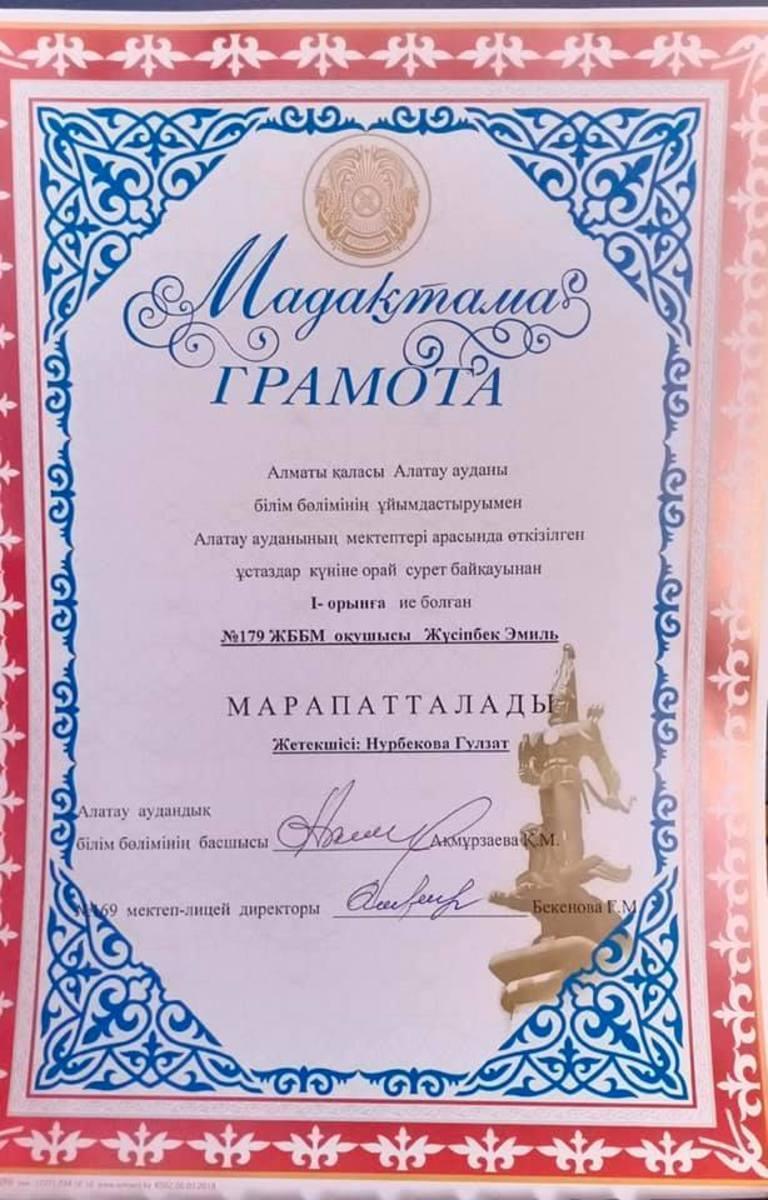 Мадақтама
ГРАМОТА
Алматы қаласы Алатау ауданы
білім бөлімінің ұйымдастыруымен
Алатау ауданының мектептері арасында өткізілген
ұстаздар күніне орай сурет байқауынан
І- орынға ие болған
№179 ЖББМ оқушысы Жүсіпбек Эмиль
МАРАПАТТАЛАДЫ
Жетекшісі: Нурбекова Гулзат
Алатау аудандық
білім бөлімінің басшысы Ақмұрзаева Қ.М.
№169 мектеп-лицей директоры Бекенова Г.М